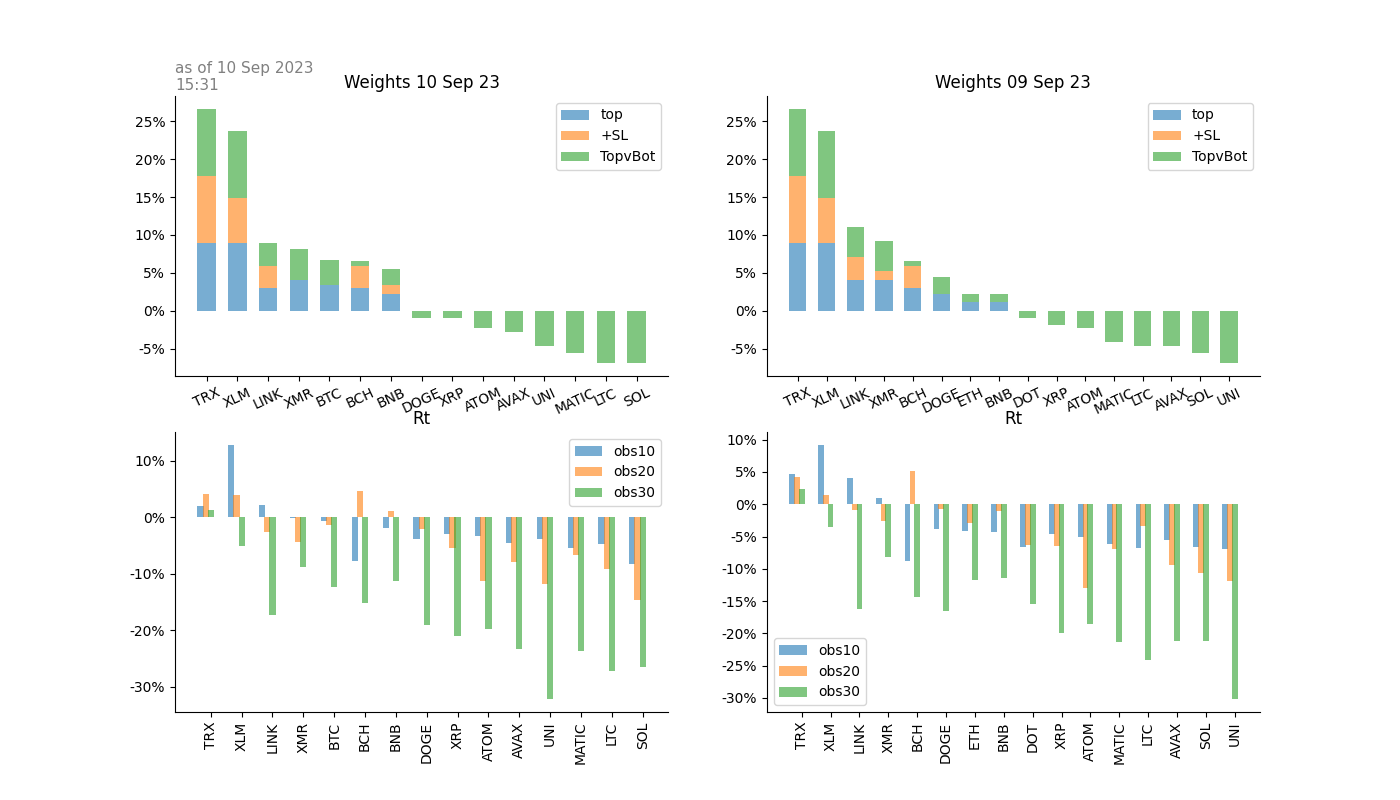 as of 10 Sep 2023
15:31
Weights 10 Sep 23
25%
20%
15%
10%
5%
0%
-5%
top
+SL
TopvBot
TRX XLM LINK XMR BTC BCH BNB DOGE XRP ATOM AVAX UNI MATIC LTC SOL
Weights 09 Sep 23
25%
20%
15%
10%
5%
0%
-5%
top
+SL
TopvBot
TRX XLM LINK XMR BCH DOGE ETH BNB DOT XRP ATOM MATIC LTC AVAX SOL UNI
Rt
10%
0%
-10%
-20%
-30%
obs10
obs20
obs30
TRX XLM LINK XMR BTC BCH BNB DOGE XRP ATOM AVAX UNI MATIC LTC SOL
Rt
10%
5%
0%
-5%
-10%
-15%
-20%
-25%
-30%
obs10
obs20
obs30
TRX XLM LINK XMR BCH DOGE ETH BNB DOT XRP ATOM MATIC LTC AVAX SOL UNI